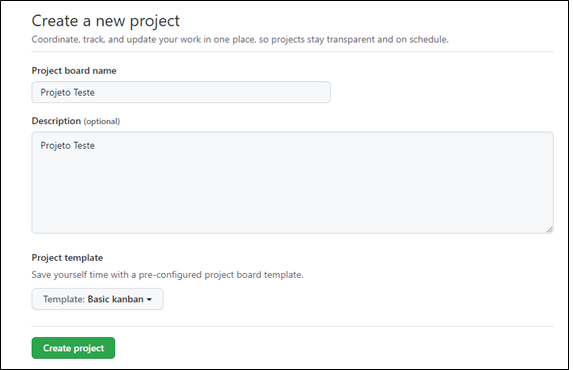 Create a new project
Coordinate, track, and update your work in one place, so projects stay transparent and on schedule.
Project board name
Projeto Teste
Description (optional)
Projeto Teste
Project template
Save yourself time with a pre-configured project board template.
Template: Basic kanban
Create project